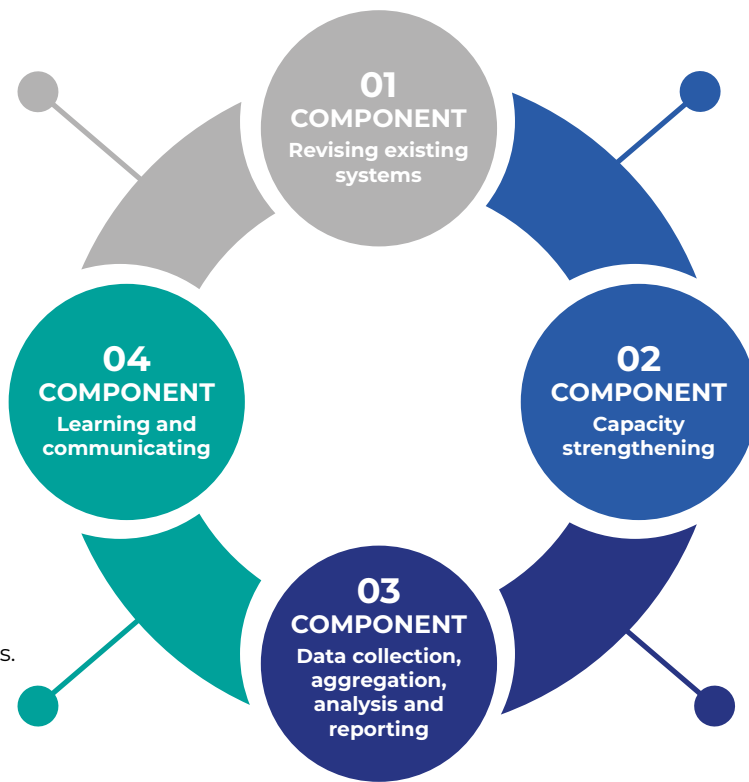 01
COMPONENT
Revising existing
systems
02
COMPONENT
Capacity
strengthening
03
COMPONENT
Data collection,
aggregation,
analysis and
reporting
04
COMPONENT
Learning and
communicating
s.